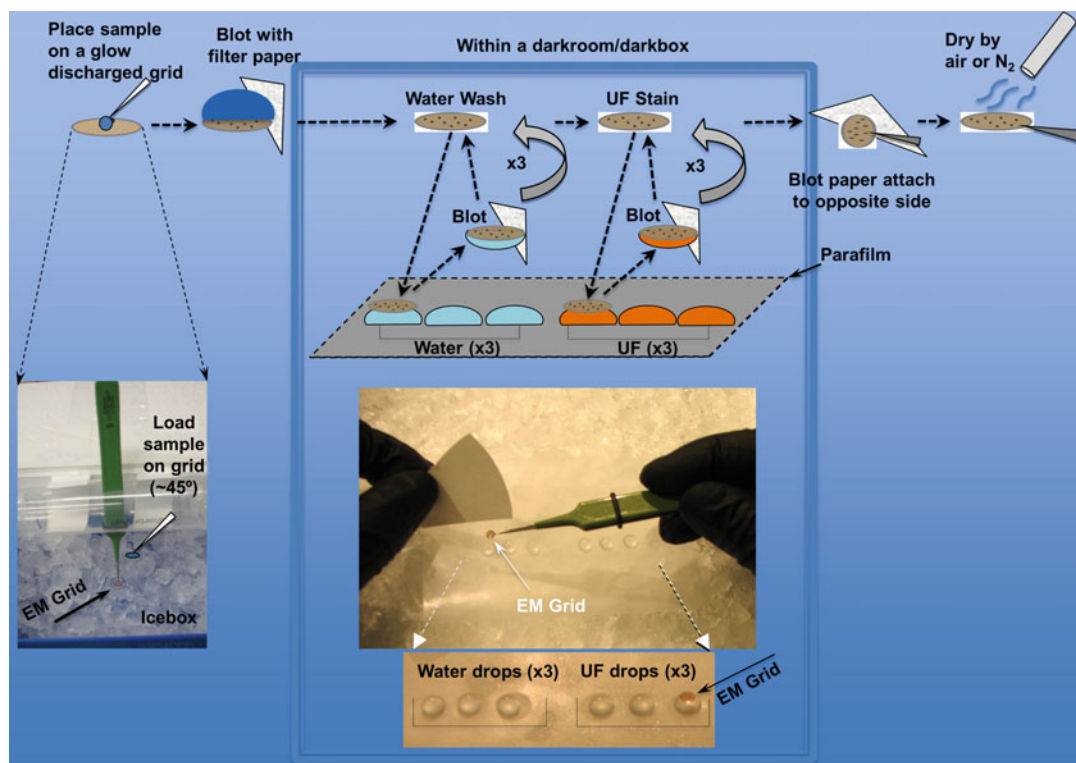 Place sample
on a glow
discharged grid
Blot with
filter paper
Within a darkroom/darkbox
Dry by
air or N2
Water Wash
UF Stain
x3
x3
Blot
Blot
Blot paper attach
to opposite side
Parafilm
Water (x3)
UF (x3)
Load
sample
on grid
(~45º)
EM Grid
Icebox
EM Grid
Water drops (x3)
UF drops (x3)
EM Grid